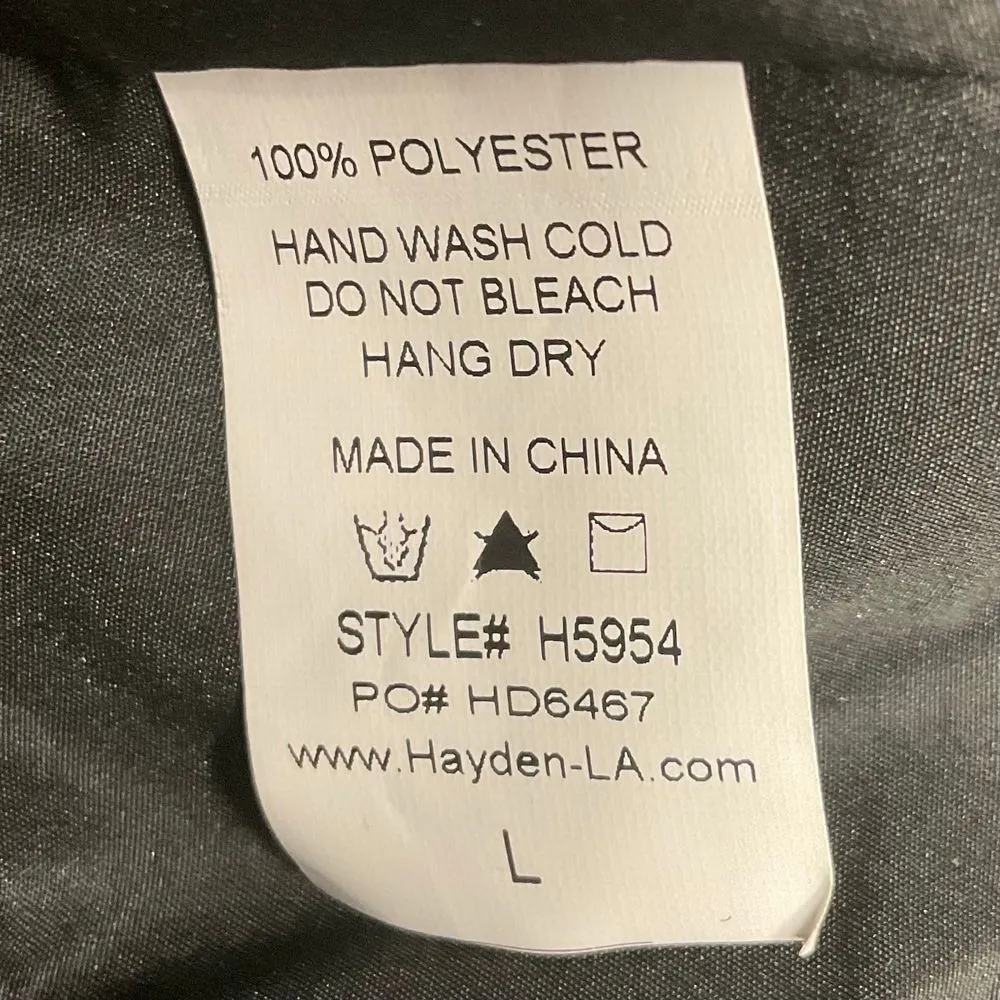 100% POLYESTER
HAND WASH COLD
DO NOT BLEACH
HANG DRY
MADE IN CHINA
STYLE# H5954
PO# HD6467
www.Hayden-LA.com
L